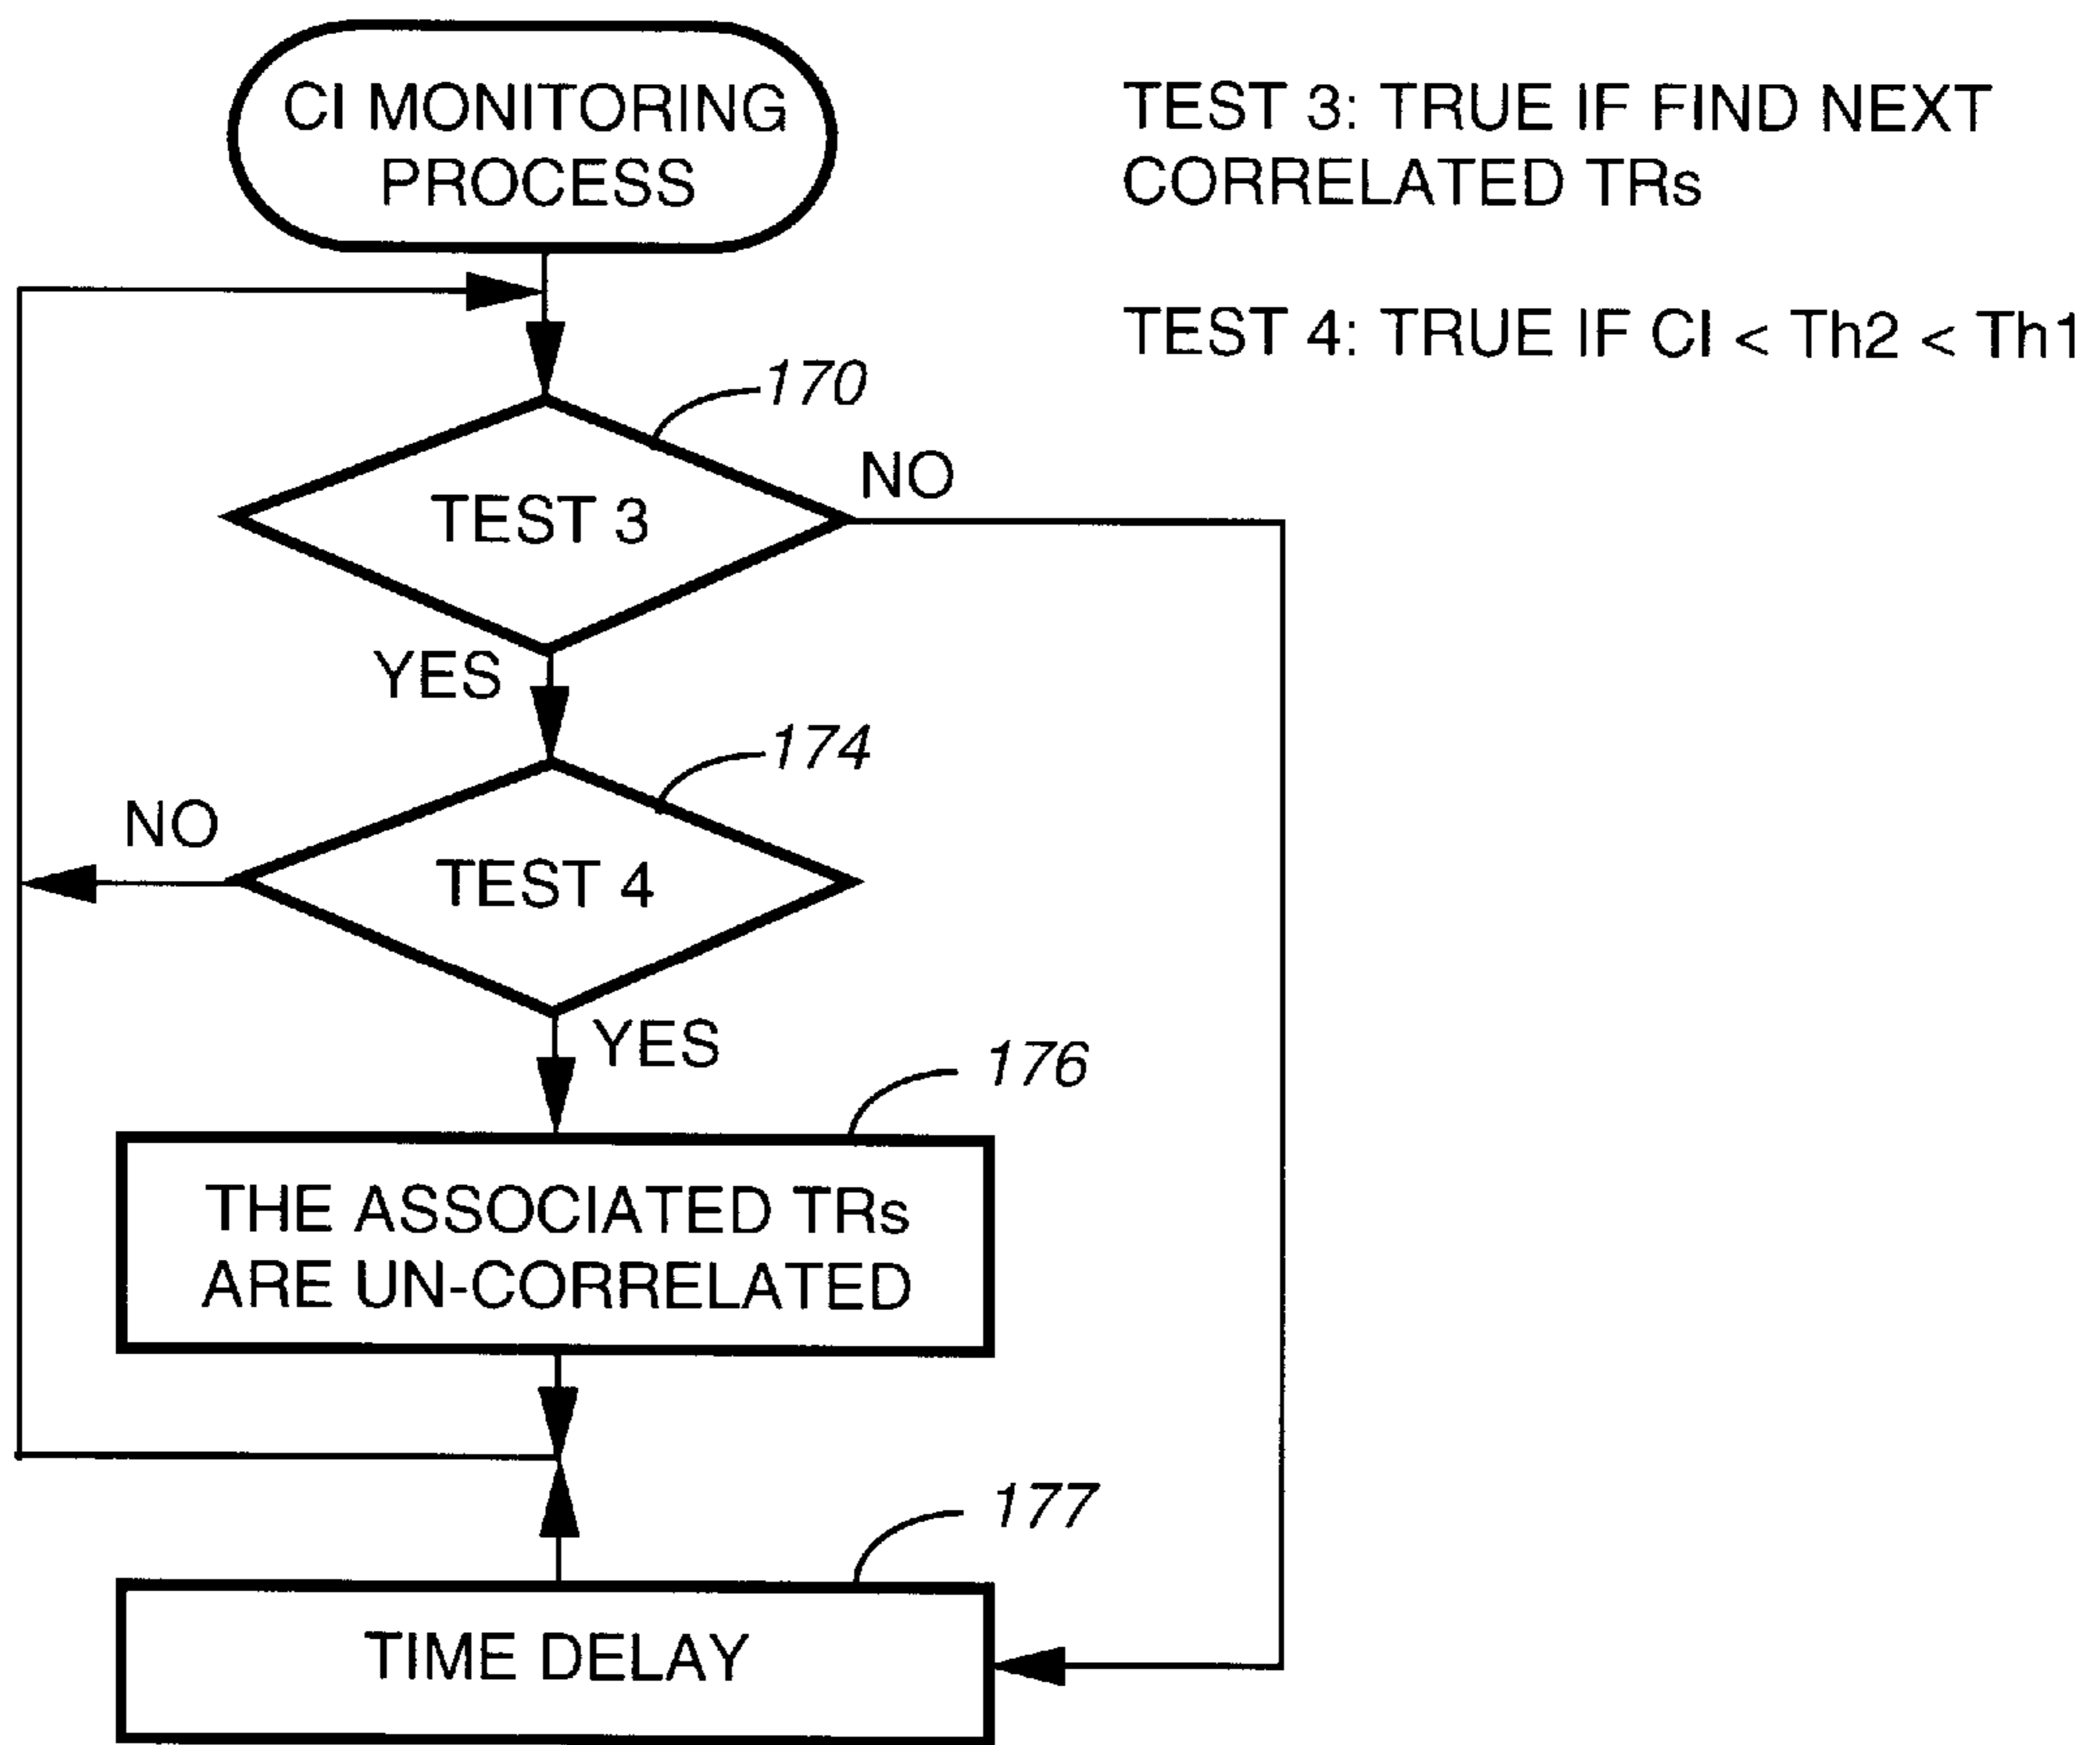 CI MONITORING
PROCESS
TEST 3: TRUE IF FIND NEXT
CORRELATED TRs
TEST 4: TRUE IF CI < Th2 < Th1
170
NO
TEST 3
YES
174
NO
TEST 4
YES
176
THE ASSOCIATED TRs
ARE UN-CORRELATED
177
TIME DELAY